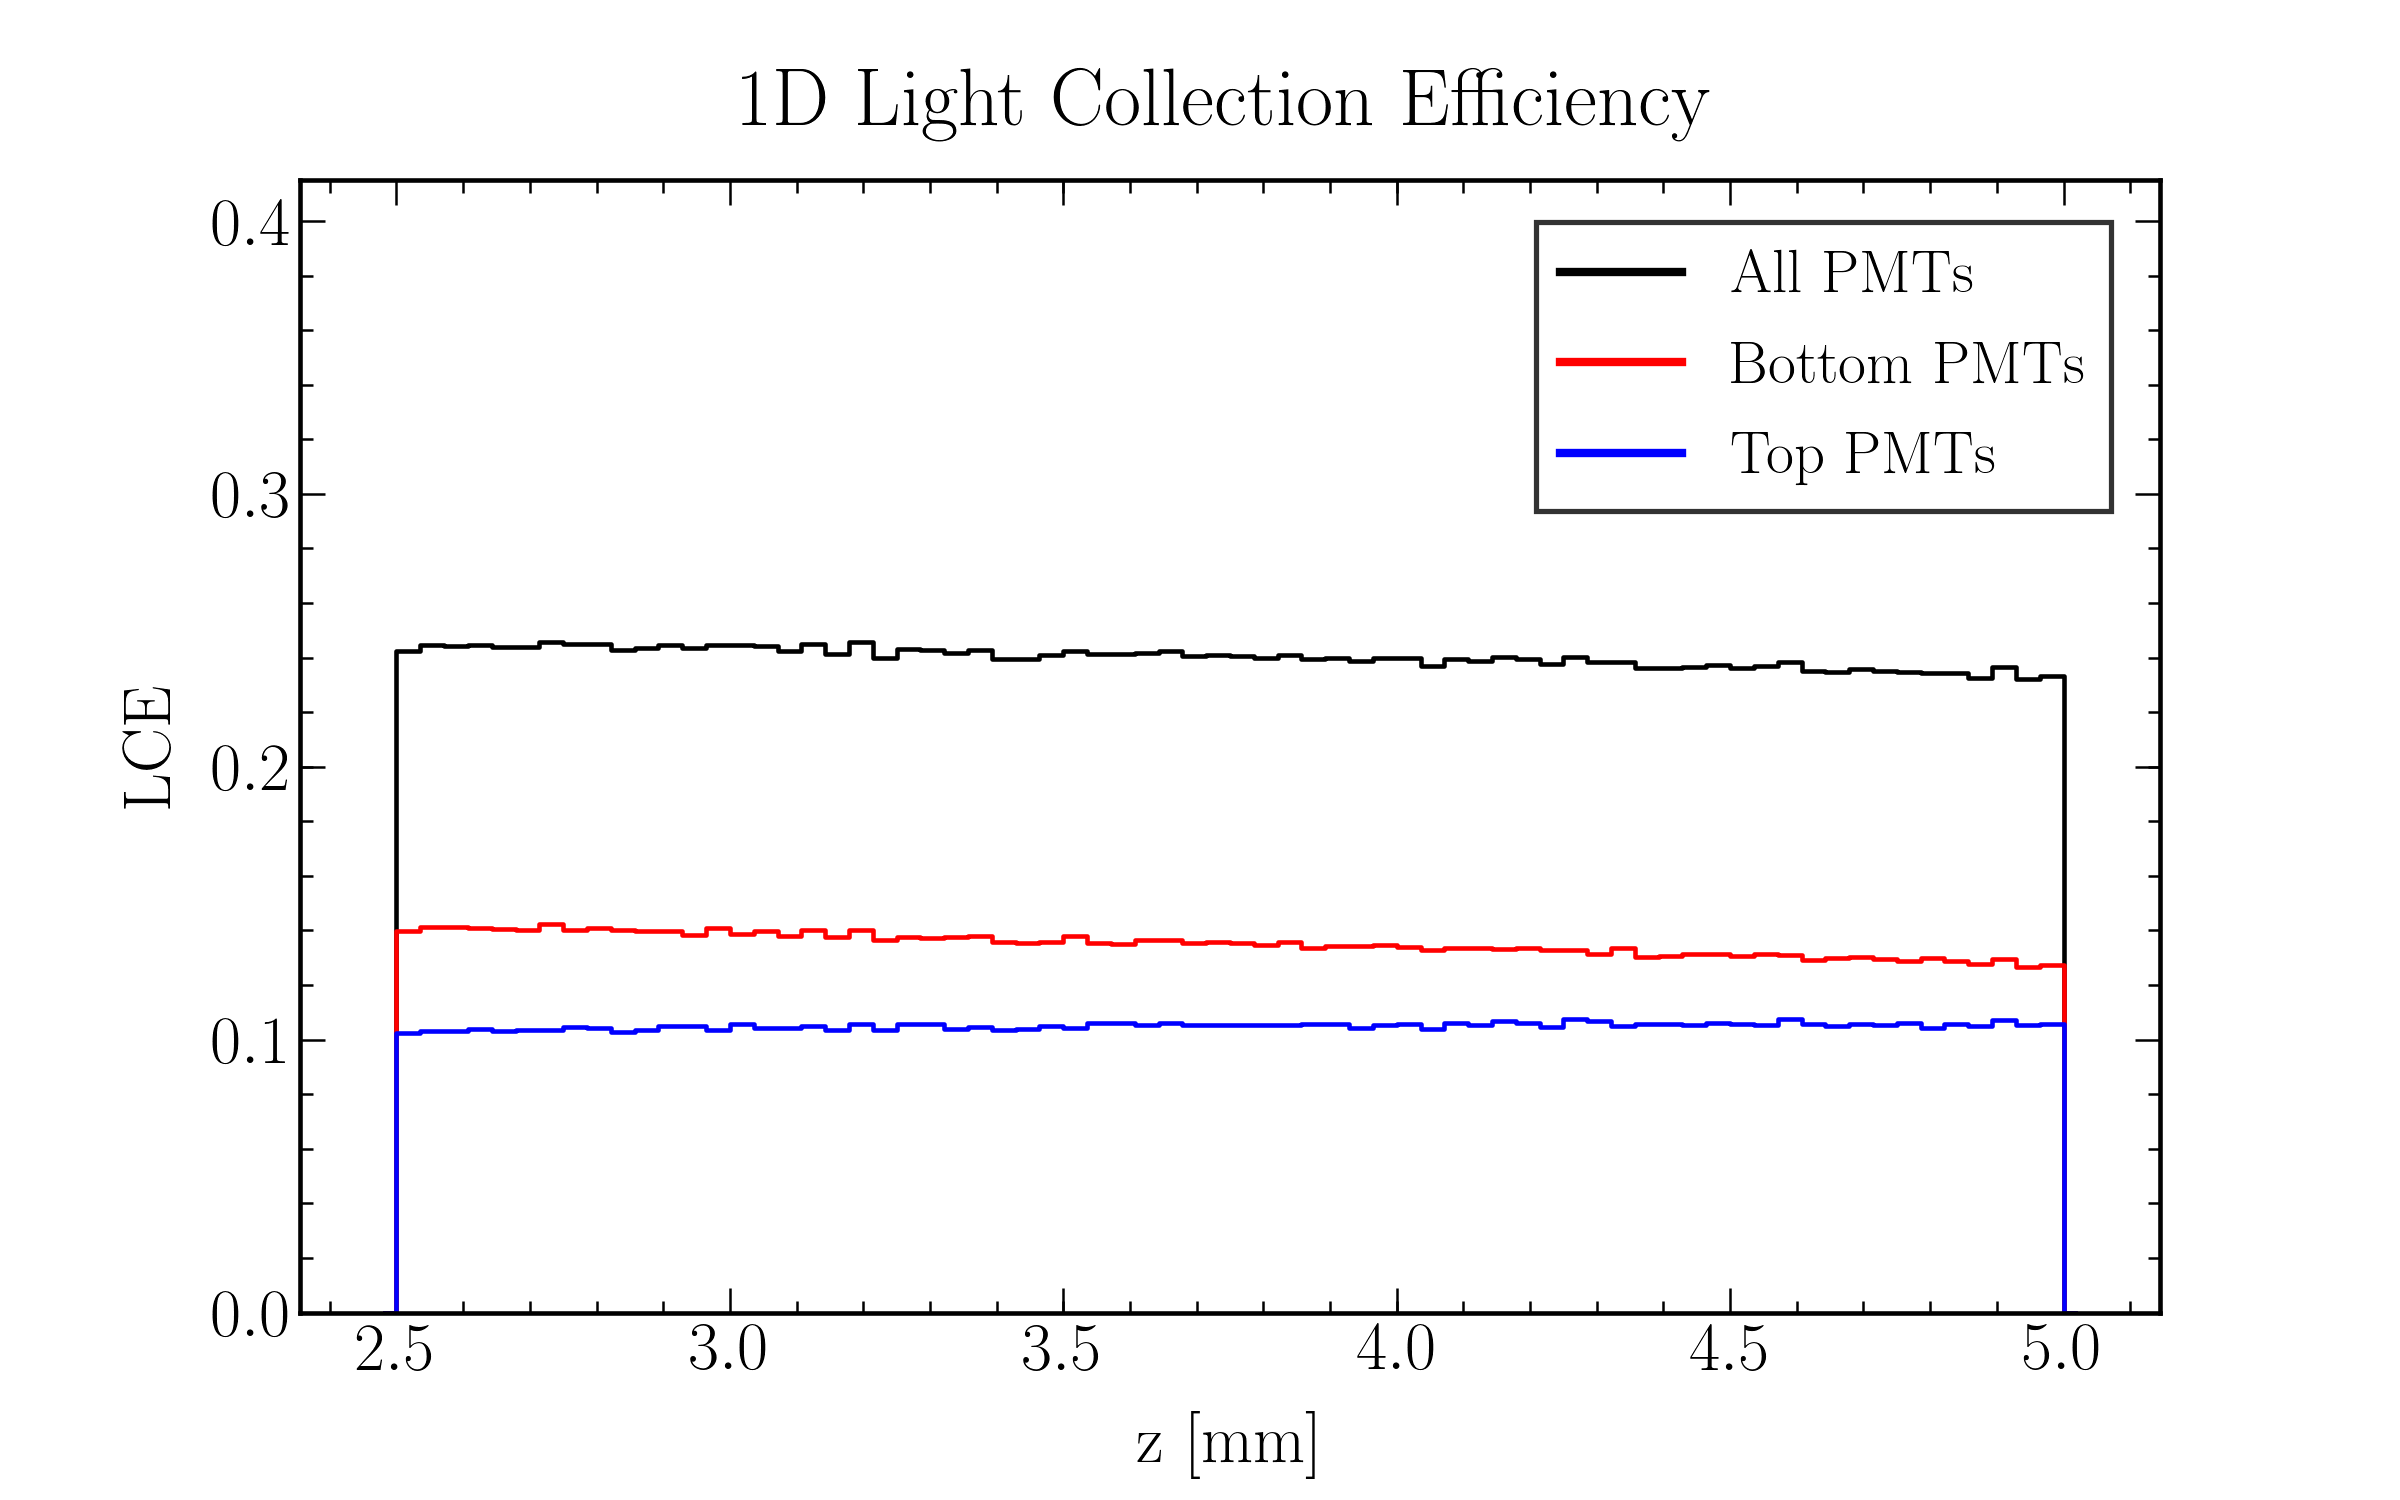 1D Light Collection Efficiency
0.4
0.3
0.2
0.1
0.0
LCE
All PMTs
Bottom PMTs
Top PMTs
2.5 3.0 3.5 4.0 4.5 5.0
z [mm]